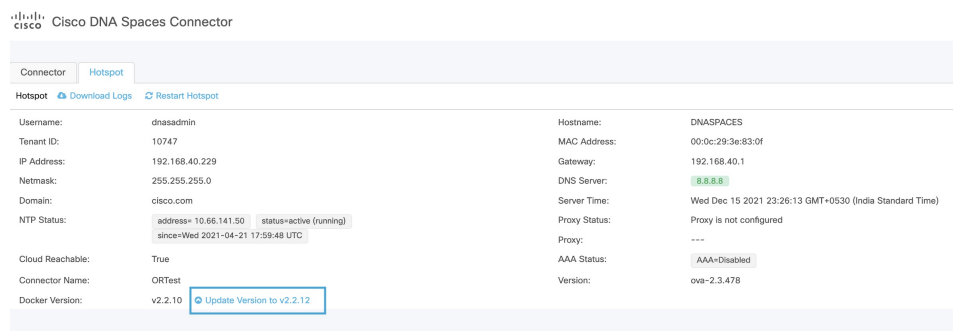 CISCO Cisco DNA Spaces Connector
Connector Hotspot
Hotspot Download Logs Restart Hotspot
Username: dnasadmin Hostname: DNASPACES
Tenant ID: 10747 MAC Address: 00:0c:29:3e:83:0f
IP Address: 192.168.40.229 Gateway: 192.168.40.1
Netmask: 255.255.255.0 DNS Server: 8.8.8.8
Domain: cisco.com Server Time: Wed Dec 15 2021 23:26:13 GMT+0530 (India Standard Time)
NTP Status: address= 10.66.141.50 status=active (running) Proxy Status: Proxy is not configured
since=Wed 2021-04-21 17:59:48 UTC Proxy: ---
Cloud Reachable: True AAA Status: AAA=Disabled
Connector Name: ORTest Version: ova-2.3.478
Docker Version: v2.2.10 Update Version to v2.2.12